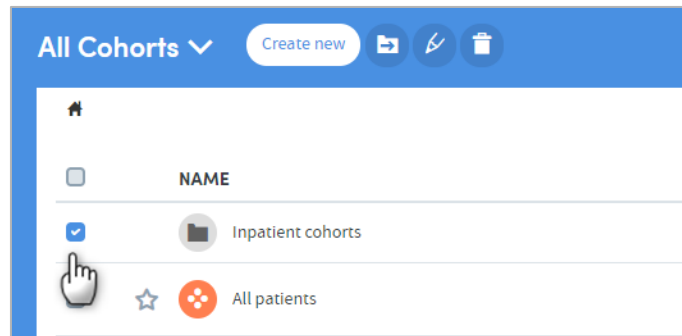 All Cohorts
Create new
NAME
Inpatient cohorts
All patients